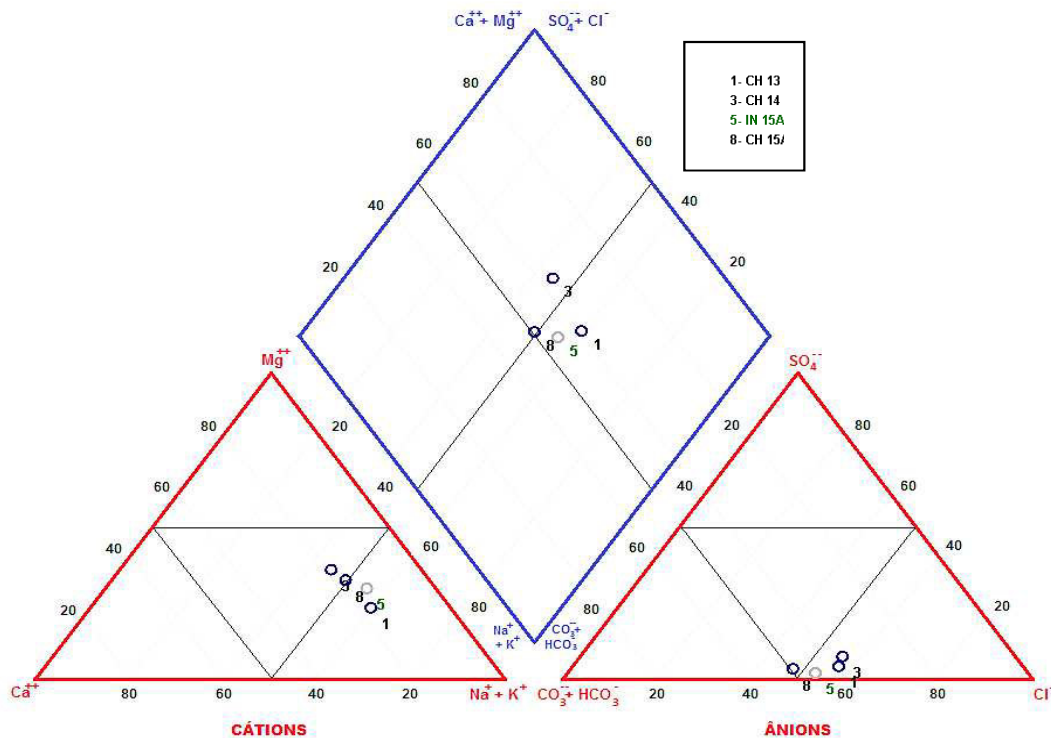 Ca++ + Mg++ SO4-- + Cl-
80 80
60 60
40 40
20 20
1- CH 13
3- CH 14
5- IN 15A
8- CH 15/
3
8 5 1
Mg++ SO4--
80 20 20 80
60 40 40 60
40 60 60 40
20 80 80 20
3
8
5
1
Na+ + K+ CO3-- + HCO3
8 5 3 1
Ca++ 80 60 40 20 Na+ + K+
CO3-- + HCO3- 20 40 60 80 Cl-
CÁTIONS ÂNIONS